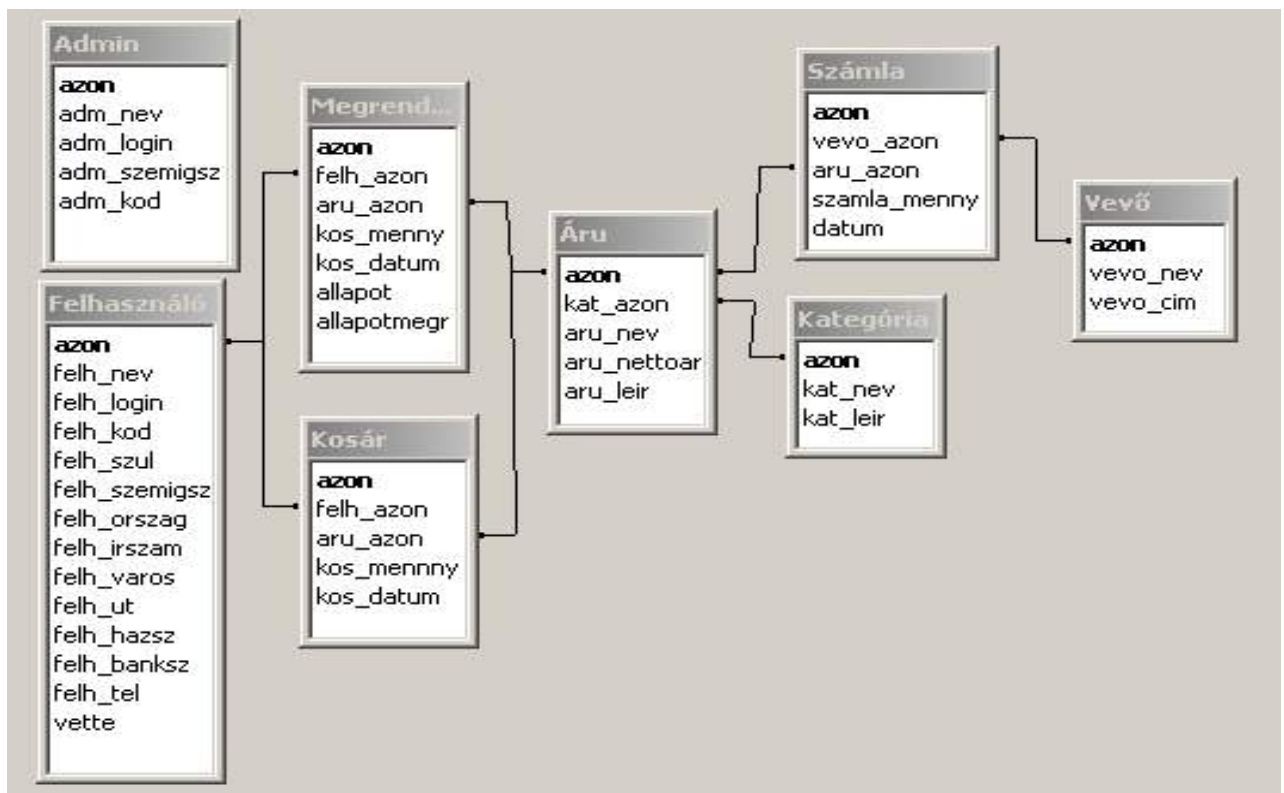 Admin
azon
adm_nev
adm_login
adm_szemigsz
adm_kod
Felhasználó
azon
felh_nev
felh_login
felh_kod
felh_szul
felh_szemigsz
felh_orszag
felh_irszam
felh_varos
felh_ut
felh_hazsz
felh_banksz
felh_tel
vette
Megrend...
azon
felh_azon
aru_azon
kos_menny
kos_datum
allapot
allapotmegr
Kosár
azon
felh_azon
aru_azon
kos_mennny
kos_datum
Áru
azon
kat_azon
aru_nev
aru_nettoar
aru_leir
Számla
azon
vevo_azon
aru_azon
szamla_menny
datum
Kategória
azon
kat_nev
kat_leir
Vevő
azon
vevo_nev
vevo_cim